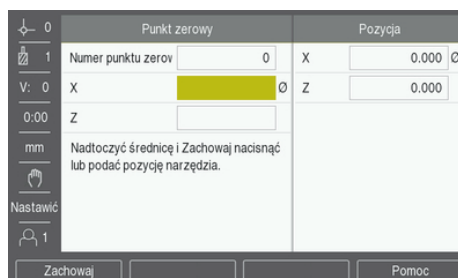 0
Punkt zerowy
Pozycja
1
Numer punktu zerov
0
X
0.000
Ø
V: 0
X
Ø
Z
0.000
0:00
Z
mm
Nadtoczyć średnicę i Zachowaj nacisnąć
lub podać pozycję narzędzia.
Nastawić
1
Zachowaj
Pomoc